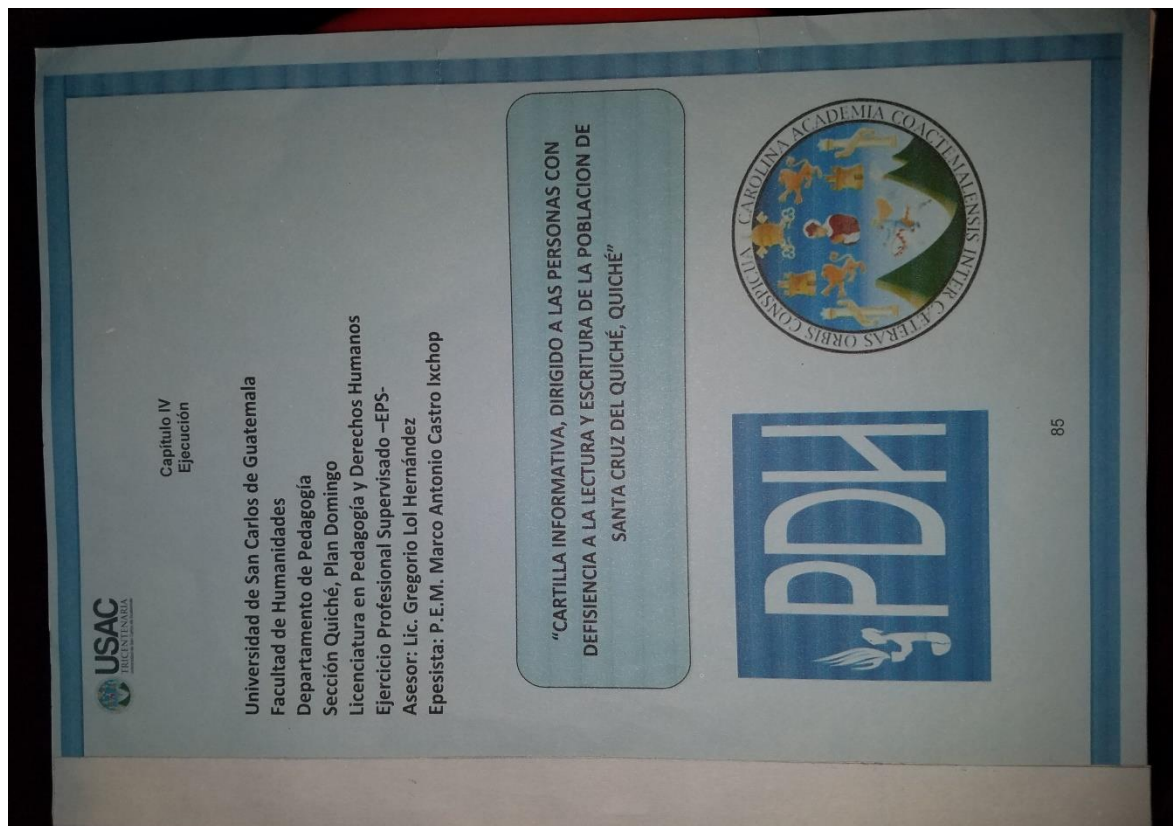 USAC
TRICENTENARIA
Capítulo IV
Ejecución
Universidad de San Carlos de Guatemala
Facultad de Humanidades
Departamento de Pedagogía
Sección Quiché, Plan Domingo
Licenciatura en Pedagogía y Derechos Humanos
Ejercicio Profesional Supervisado –EPS-
Asesor: Lic. Gregorio Lol Hernández
Epesista: P.E.M. Marco Antonio Castro Ixchop
“CARTILLA INFORMATIVA, DIRIGIDO A LAS PERSONAS CON
DEFISIENCIA A LA LECTURA Y ESCRITURA DE LA POBLACION DE
SANTA CRUZ DEL QUICHÉ, QUICHÉ”
PDH
CAROLINA ACADEMIA COACTEMALENSIS INTER CÆTERAS ORBIS CONSPICUA
85